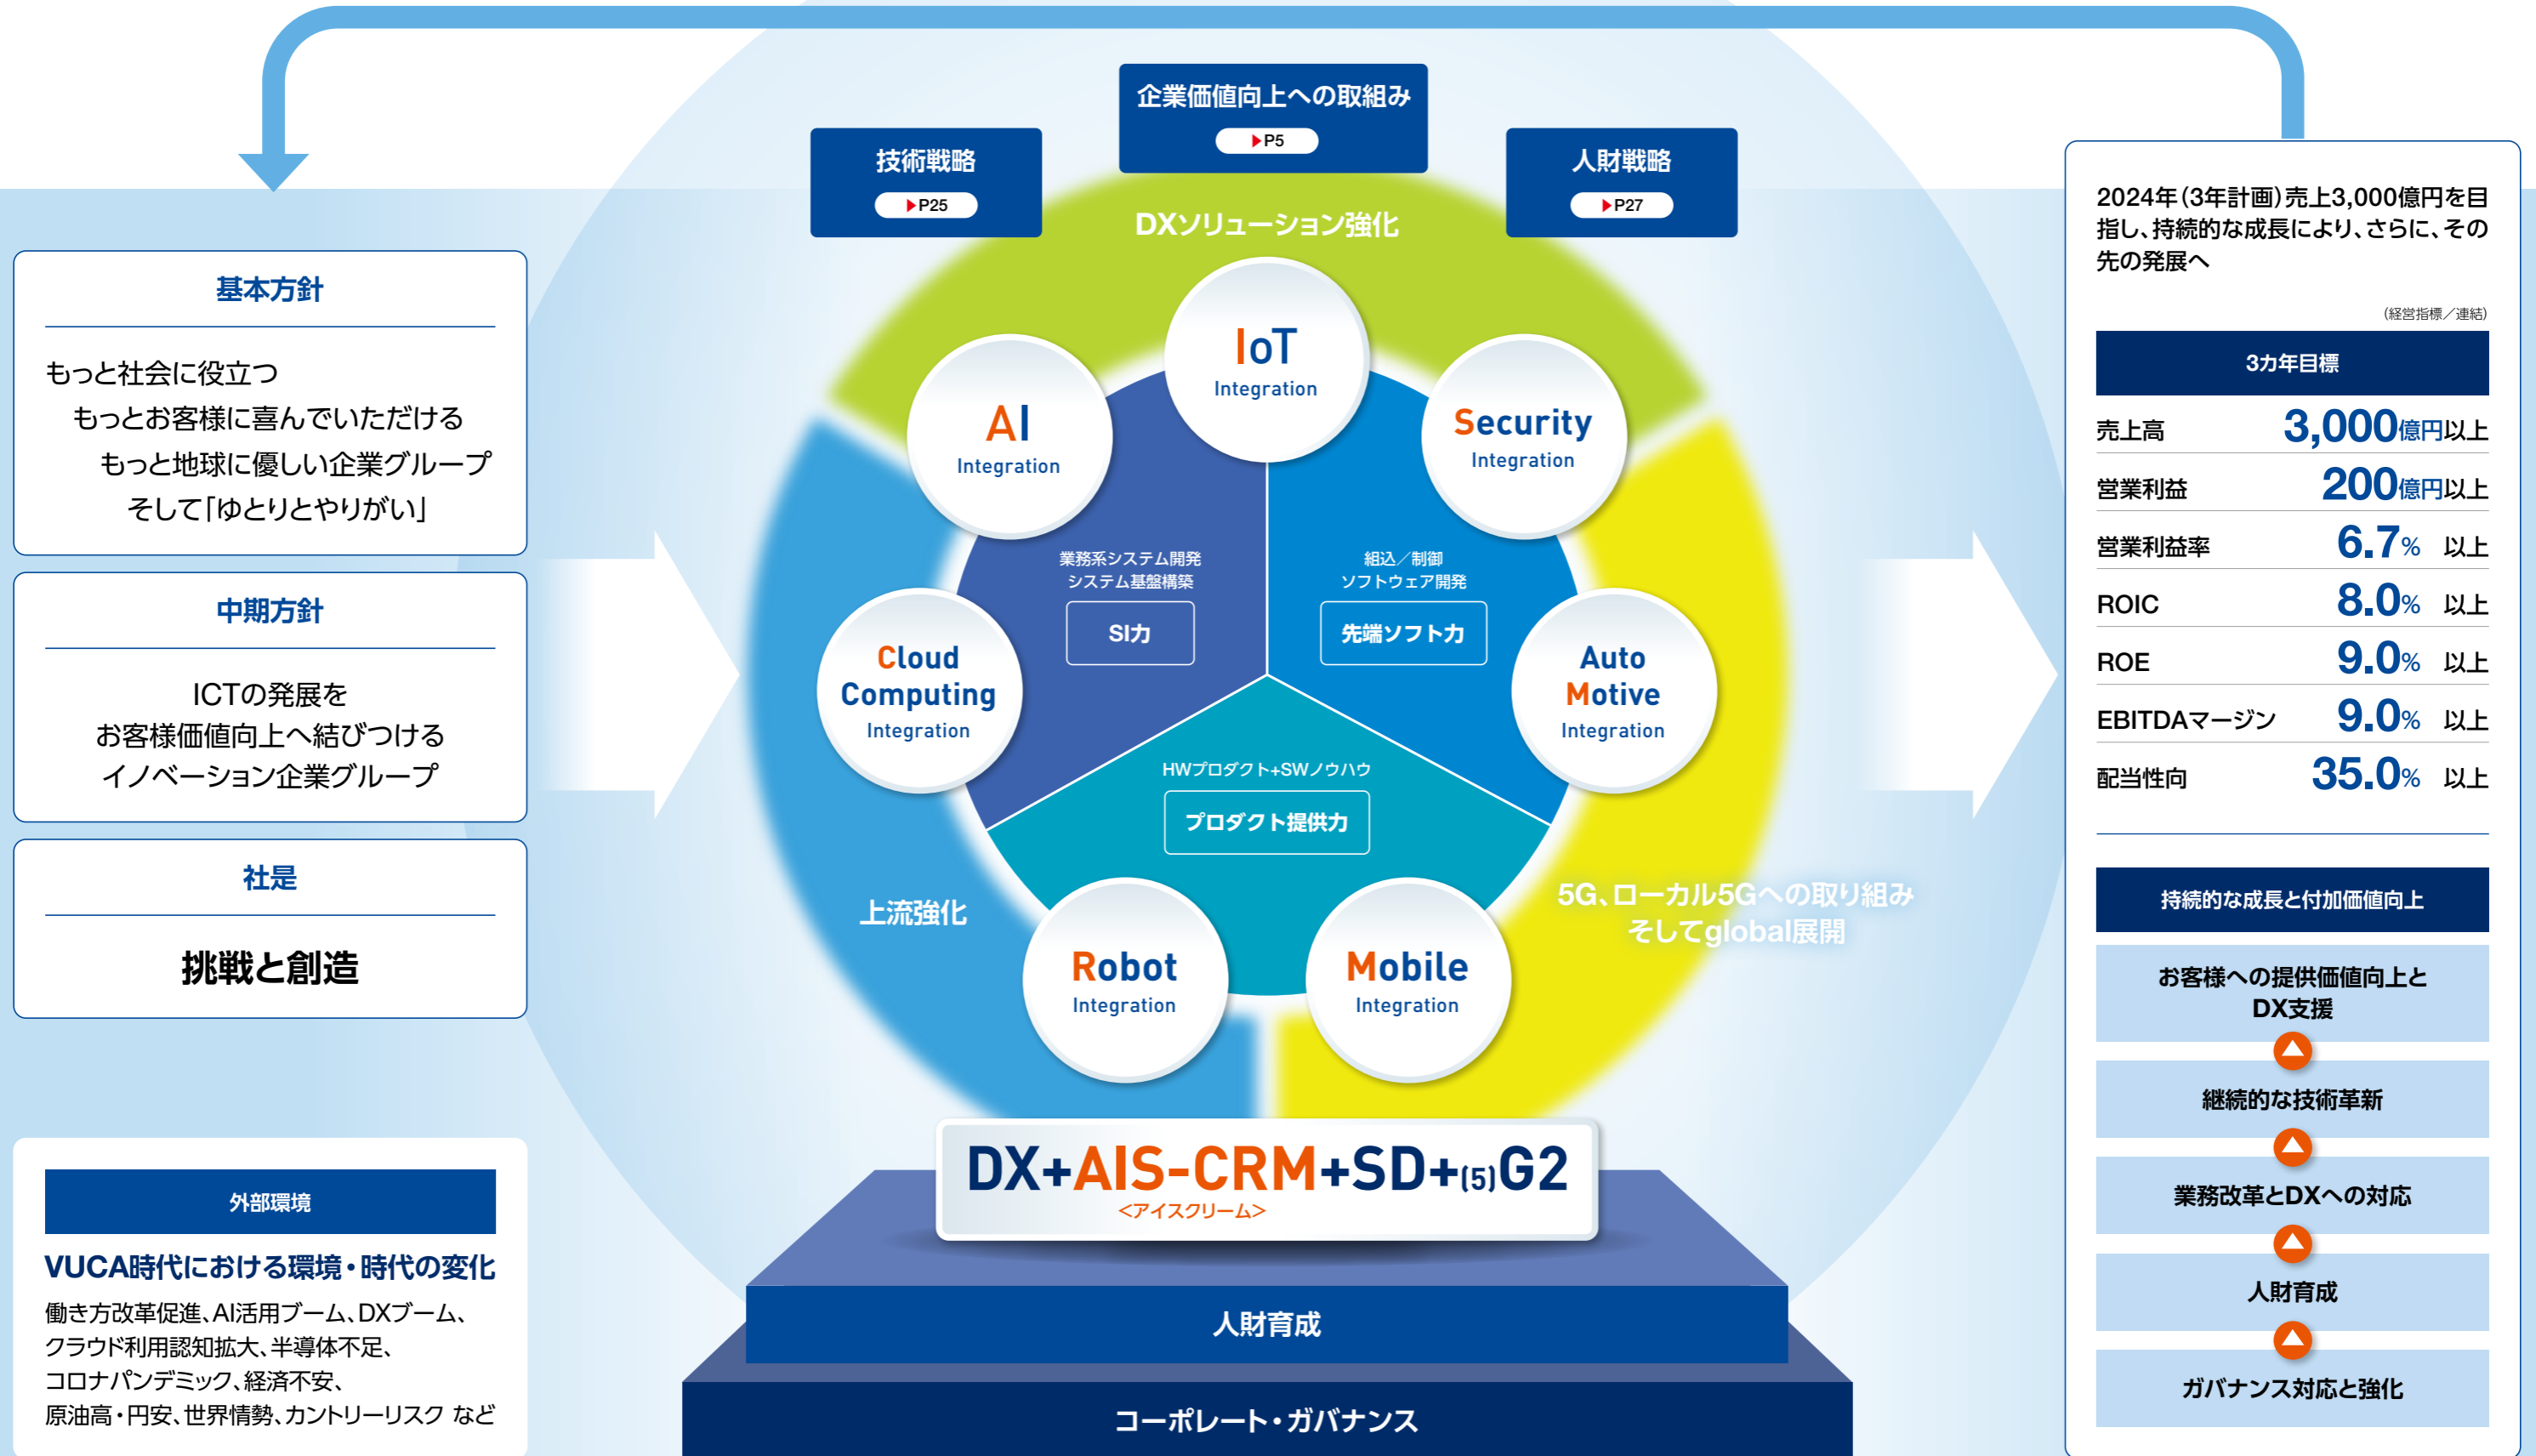 基本方針
もっと社会に役立つ
もっとお客様に喜んでいただける
もっと地球に優しい企業グループ
そして「ゆとりとやりがい」
中期方針
ICTの発展を
お客様価値向上へ結びつける
イノベーション企業グループ
社是
挑戦と創造
外部環境
VUCA時代における環境・時代の変化
働き方改革促進、AI活用ブーム、DXブーム、
クラウド利用認知拡大、半導体不足、
コロナパンデミック、経済不安、
原油高・円安、世界情勢、カントリーリスク など
技術戦略
▶P25
企業価値向上への取組み
▶P5
人財戦略
▶P27
DXソリューション強化
IoT
Integration
AI
Integration
Security
Integration
業務系システム開発
システム基盤構築
SI力
組込／制御
ソフトウェア開発
先端ソフト力
Cloud
Computing
Integration
Auto
Motive
Integration
HWプロダクト+SWノウハウ
プロダクト提供力
上流強化
5G、ローカル5Gへの取り組み
そしてglobal展開
Robot
Integration
Mobile
Integration
DX+AIS-CRM+SD+(5)G2
<アイスクリーム>
人財育成
コーポレート・ガバナンス
2024年（3年計画）売上3,000億円を目
指し、持続的な成長により、さらに、その
先の発展へ
（経営指標／連結）
3カ年目標
売上高 3,000億円以上
営業利益 200億円以上
営業利益率 6.7% 以上
ROIC 8.0% 以上
ROE 9.0% 以上
EBITDAマージン 9.0% 以上
配当性向 35.0% 以上
持続的な成長と付加価値向上
お客様への提供価値向上と
DX支援
継続的な技術革新
業務改革とDXへの対応
人財育成
ガバナンス対応と強化